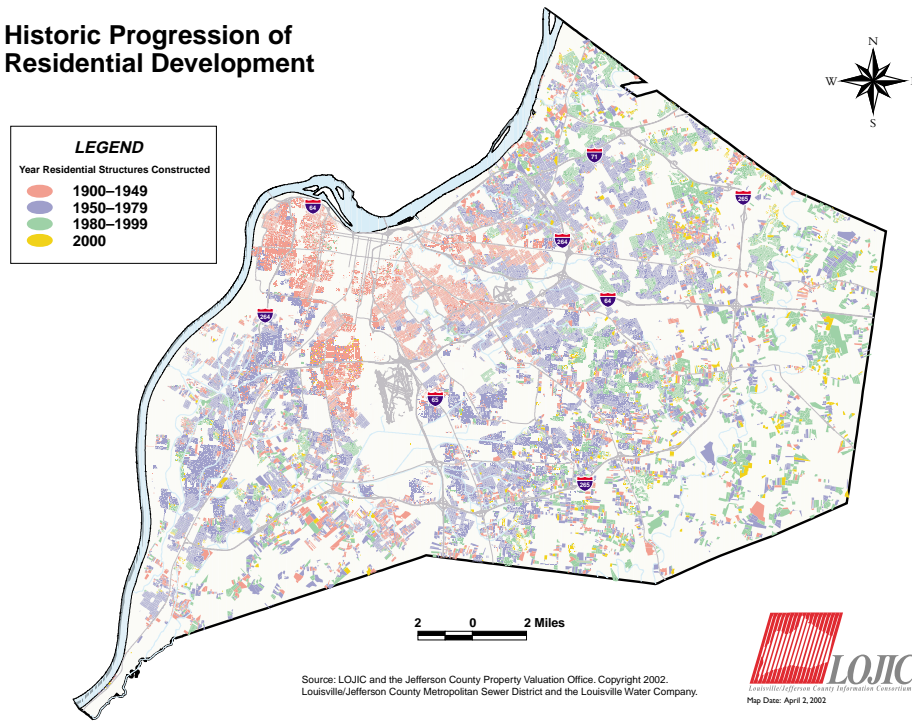 Historic Progression of
Residential Development
N
W
S
LEGEND
Year Residential Structures Constructed
1900–1949
1950–1979
1980–1999
2000
71
265
64
264
64
264
65
265
2 0 2 Miles
Source: LOJIC and the Jefferson County Property Valuation Office. Copyright 2002.
Louisville/Jefferson County Metropolitan Sewer District and the Louisville Water Company.
LOJIC
Louisville/Jefferson County Information Consortium
Map Date: April 2, 2002